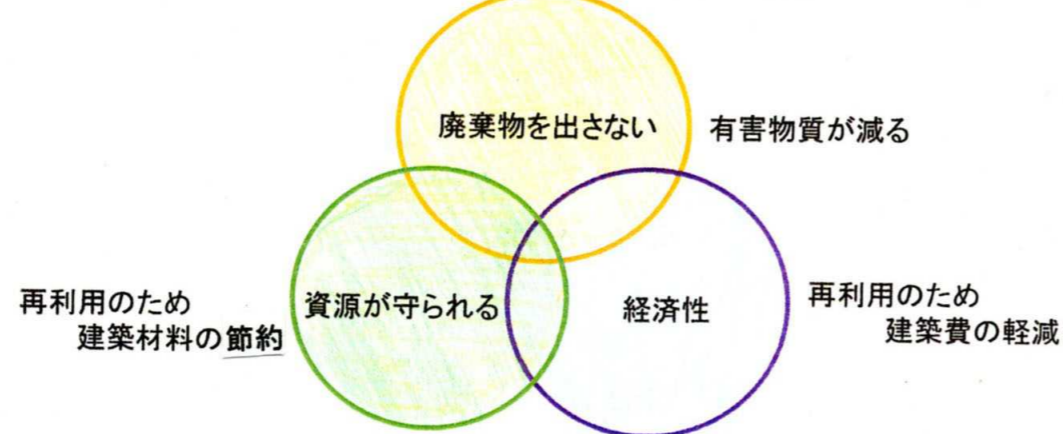 廃棄物を出さない
有害物質が減る
再利用のため
建築材料の節約
資源が守られる
経済性
再利用のため
建築費の軽減